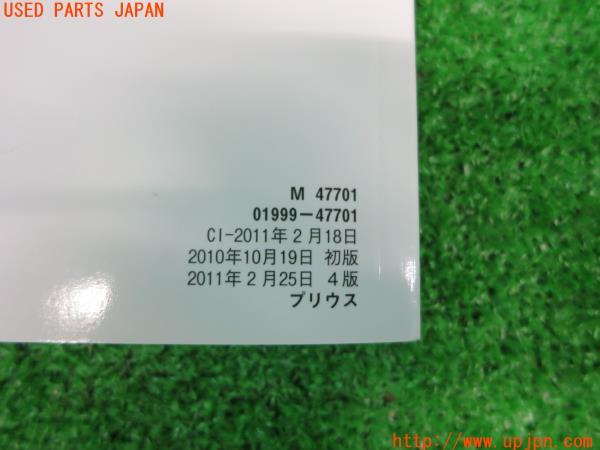 USED PARTS JAPAN
M 47701
01999-47701
CI-2011年2月18日
2010年10月19日 初版
2011年2月25日 4版
プリウス
http://www.upjpn.com